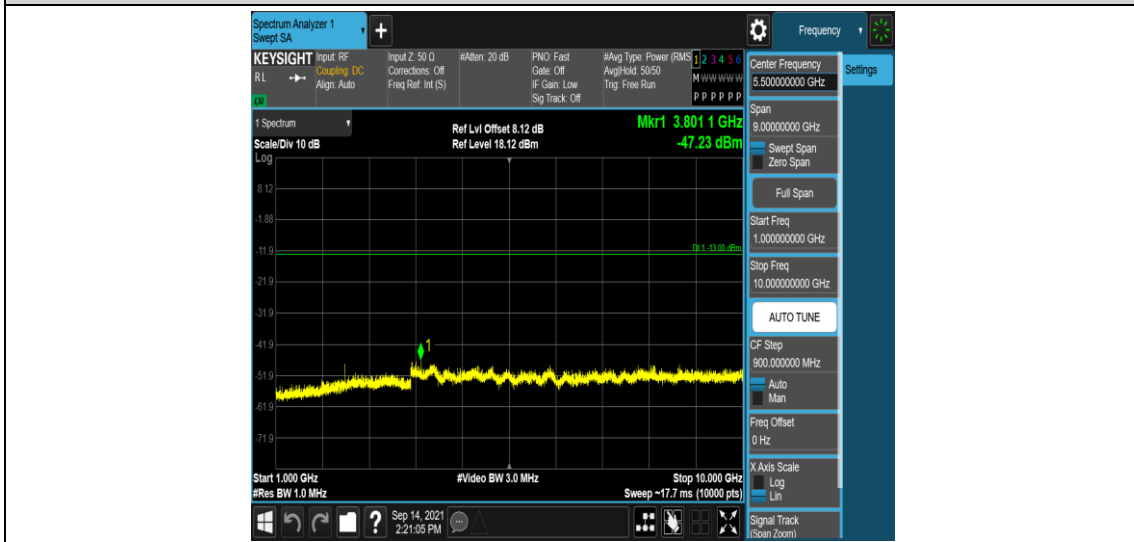 Spectrum Analyzer 1
Swept SA
+
Frequency
KEYSIGHT
RL
Input: RF
Coupling: DC
Align: Auto
Input Z: 50 Ω
Corrections: Off
Freq Ref: Int (S)
#Atten: 20 dB
PNO: Fast
Gate: Off
IF Gain: Low
Sig Track: Off
#Avg Type: Power (RMS
Avg|Hold: 50/50
Trig: Free Run
1 2 3 4 5 6
M W W W W W
P P P P P P
Center Frequency
5.500000000 GHz
Settings
Span
9.00000000 GHz
Swept Span
Zero Span
Full Span
Start Freq
1.000000000 GHz
Stop Freq
10.000000000 GHz
AUTO TUNE
CF Step
900.000000 MHz
Auto
Man
Freq Offset
0 Hz
X Axis Scale
Log
Lin
Signal Track
(Span Zoom)
1 Spectrum
Scale/Div 10 dB
Log
Ref Lvl Offset 8.12 dB
Ref Level 18.12 dBm
Mkr1 3.801 1 GHz
-47.23 dBm
8.12
-1.88
-11.9
DL1 -13.00 dBm
-21.9
-31.9
-41.9
1
-51.9
-61.9
-71.9
Start 1.000 GHz
#Video BW 3.0 MHz
Stop 10.000 GHz
#Res BW 1.0 MHz
Sweep ~17.7 ms (10000 pts)
?
Sep 14, 2021
2:21:05 PM